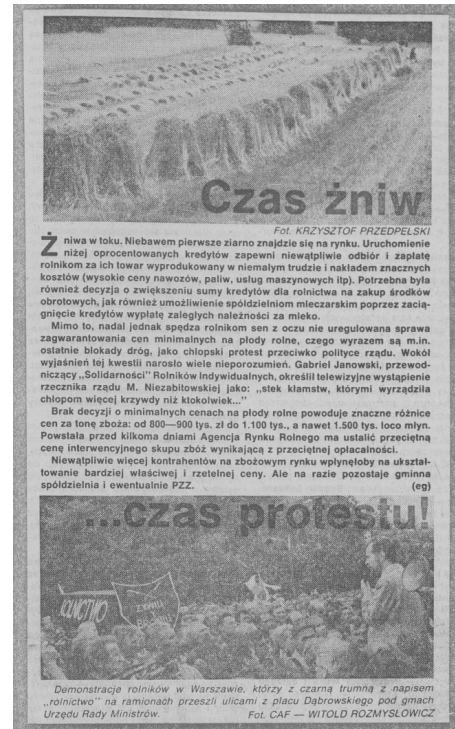 Czas żniw
Fot. KRZYSZTOF PRZEDPEŁSKI
Żniwa w toku. Niebawem pierwsze ziarno znajdzie się na rynku. Uruchomienie
niżej oprocentowanych kredytów zapewni niewątpliwie odbiór i zapłatę
rolnikom za ich towar wyprodukowany w niemałym trudzie i nakładem znacznych
kosztów (wysokie ceny nawozów, paliw, usług maszynowych itp). Potrzebna była
również decyzja o zwiększeniu sumy kredytów dla rolnictwa na zakup środków
obrotowych, jak również umożliwienie spółdzielniom mleczarskim poprzez zacią-
gnięcie kredytów wypłatę zaległych należności za mleko.
Mimo to, nadal jednak spędza rolnikom sen z oczu nie uregulowana sprawa
zagwarantowania cen minimalnych na płody rolne, czego wyrazem są m.in.
ostatnie blokady dróg, jako chłopski protest przeciwko polityce rządu. Wokół
wyjaśnień tej kwestii narosło wiele nieporozumień. Gabriel Janowski, przewod-
niczący „Solidarności" Rolników Indywidualnych, określił telewizyjne wystąpienie
rzecznika rządu M. Niezabitowskiej jako: „stek kłamstw, którymi wyrządziła
chłopom więcej krzywdy niż ktokolwiek..."
Brak decyzji o minimalnych cenach na płody rolne powoduje znaczne różnice
cen za tonę zboża: od 800—900 tys. zł do 1.100 tys., a nawet 1.500 tys. loco młyn.
Powstała przed kilkoma dniami Agencja Rynku Rolnego ma ustalić przeciętną
cenę interwencyjnego skupu zbóż wynikającą z przeciętnej opłacalności.
Niewątpliwie więcej kontrahentów na zbożowym rynku wpłynęłoby na ukształ-
towanie bardziej właściwej i rzetelnej ceny. Ale na razie pozostaje gminna
spółdzielnia i ewentualnie PZZ. (eg)
...czas protestu!
ROLNICTWO
Demonstracje rolników w Warszawie, którzy z czarną trumną z napisem
„rolnictwo" na ramionach przeszli ulicami z placu Dąbrowskiego pod gmach
Urzędu Rady Ministrów. Fot. CAF — WITOLD ROZMYSŁOWICZ